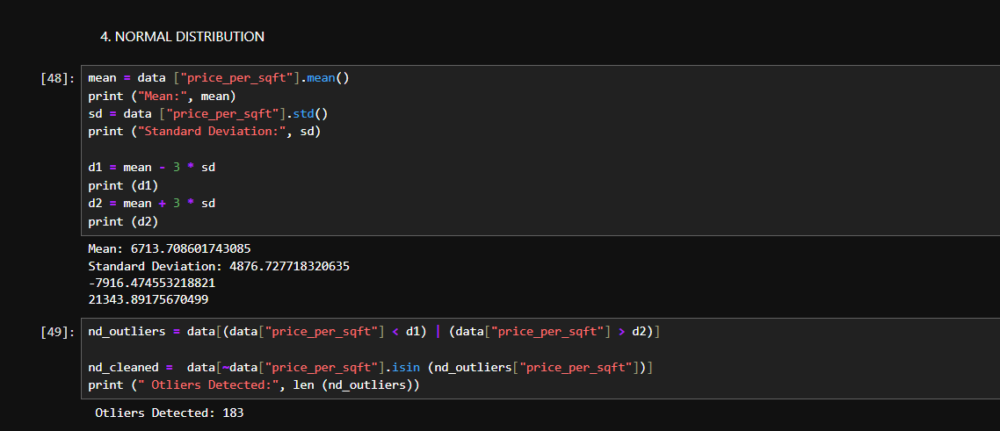 4. NORMAL DISTRIBUTION
[48]:
mean = data ["price_per_sqft"].mean()
print ("Mean:", mean)
sd = data ["price_per_sqft"].std()
print ("Standard Deviation:", sd)
d1 = mean - 3 * sd
print (d1)
d2 = mean + 3 * sd
print (d2)
Mean: 6713.708601743085
Standard Deviation: 4876.727718320635
-7916.474553218821
21343.89175670499
[49]:
nd_outliers = data[(data["price_per_sqft"] < d1) | (data["price_per_sqft"] > d2)]
nd_cleaned =  data[~data["price_per_sqft"].isin (nd_outliers["price_per_sqft"])]
print (" Otliers Detected:", len (nd_outliers))
Otliers Detected: 183